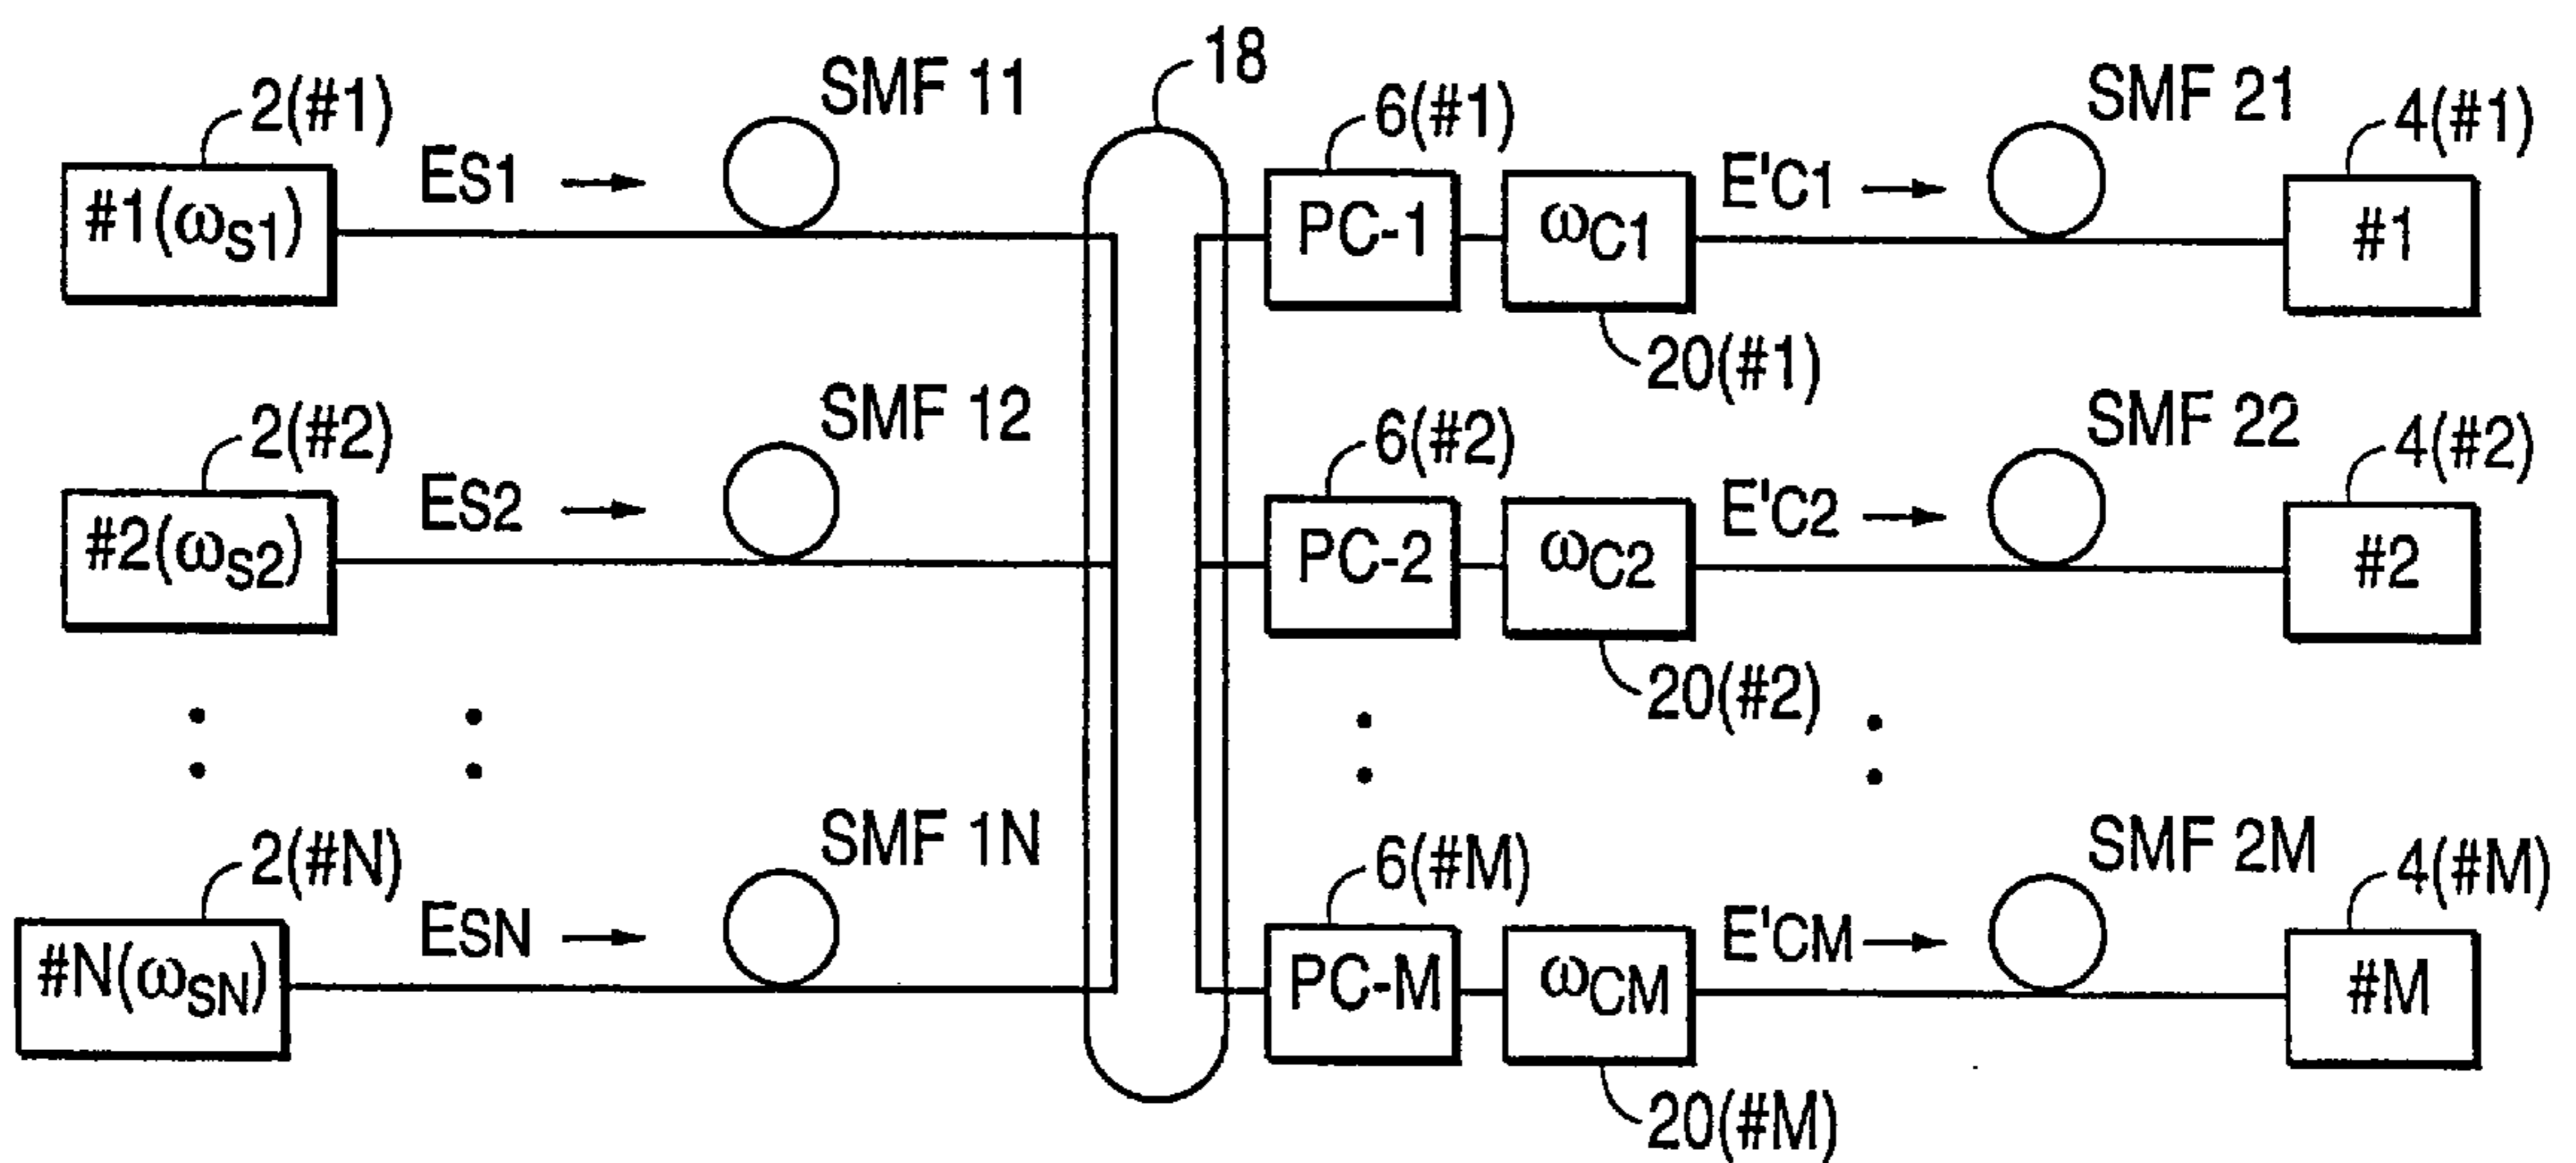 18
2(#1)
SMF 11
6(#1)
SMF 21
4(#1)
#1(ωS1)
ES1
PC-1
ωC1
E'C1
#1
20(#1)
2(#2)
SMF 12
6(#2)
SMF 22
4(#2)
#2(ωS2)
ES2
PC-2
ωC2
E'C2
#2
20(#2)
2(#N)
SMF 1N
6(#M)
SMF 2M
4(#M)
#N(ωSN)
ESN
PC-M
ωCM
E'CM
#M
20(#M)